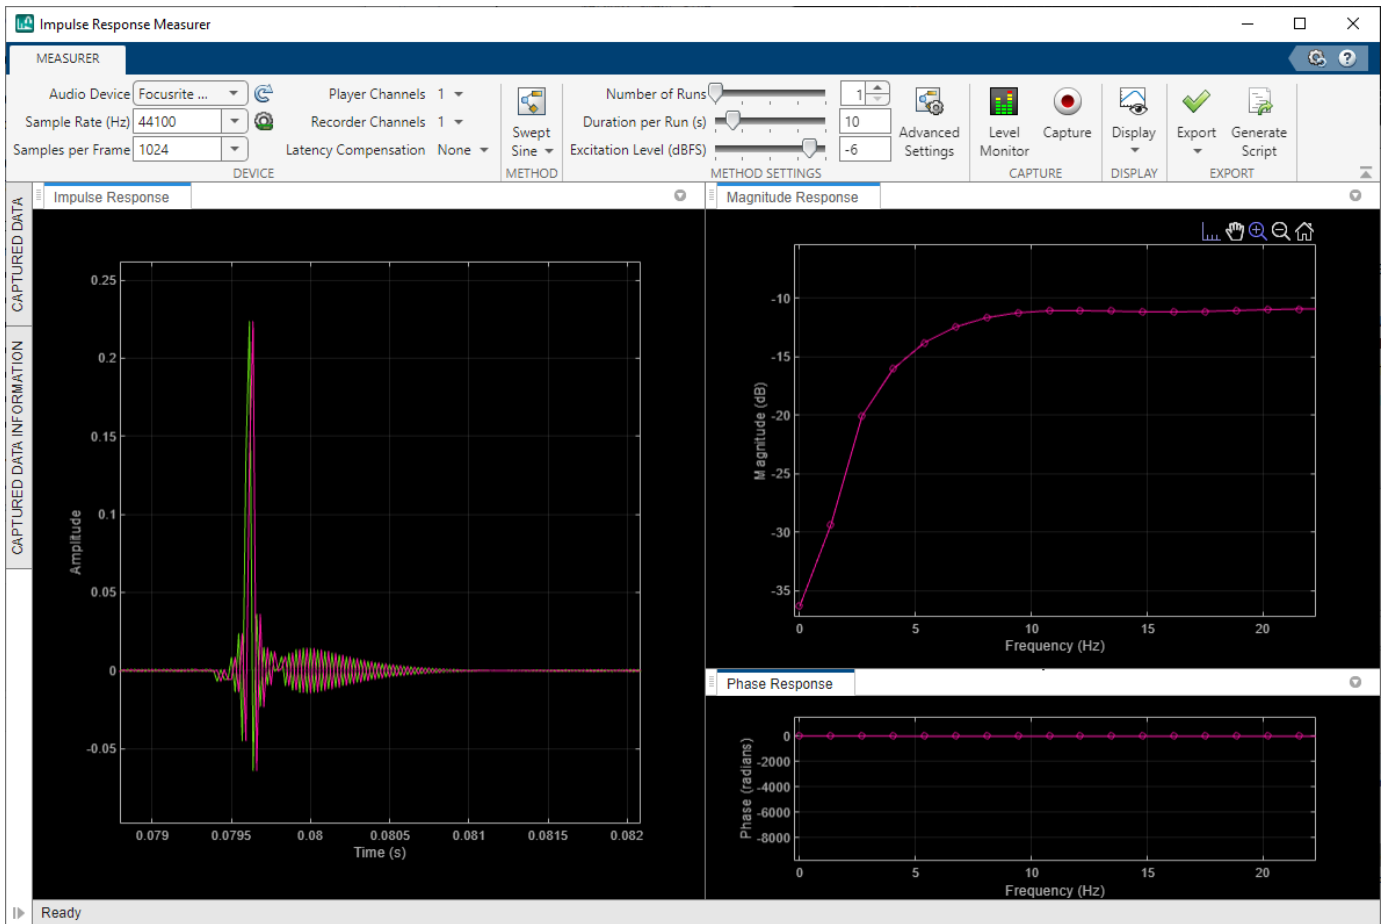 Impulse Response Measurer
MEASURER
Audio Device Focusrite ...
Player Channels 1
Number of Runs 1
Sample Rate (Hz) 44100
Recorder Channels 1
Duration per Run (s) 10
Samples per Frame 1024
Latency Compensation None
Excitation Level (dBFS) -6
Swept
Sine
Advanced
Settings
Level
Monitor
Capture
Display
Export
Generate
Script
DEVICE
METHOD
METHOD SETTINGS
CAPTURE
DISPLAY
EXPORT
CAPTURED DATA
CAPTURED DATA INFORMATION
Impulse Response
0.25
0.2
0.15
0.1
0.05
0
-0.05
Amplitude
0.079 0.0795 0.08 0.0805 0.081 0.0815 0.082
Time (s)
Magnitude Response
-10
-15
-20
-25
-30
-35
Magnitude (dB)
0 5 10 15 20
Frequency (Hz)
Phase Response
0
-2000
-4000
-6000
-8000
Phase (radians)
0 5 10 15 20
Frequency (Hz)
Ready